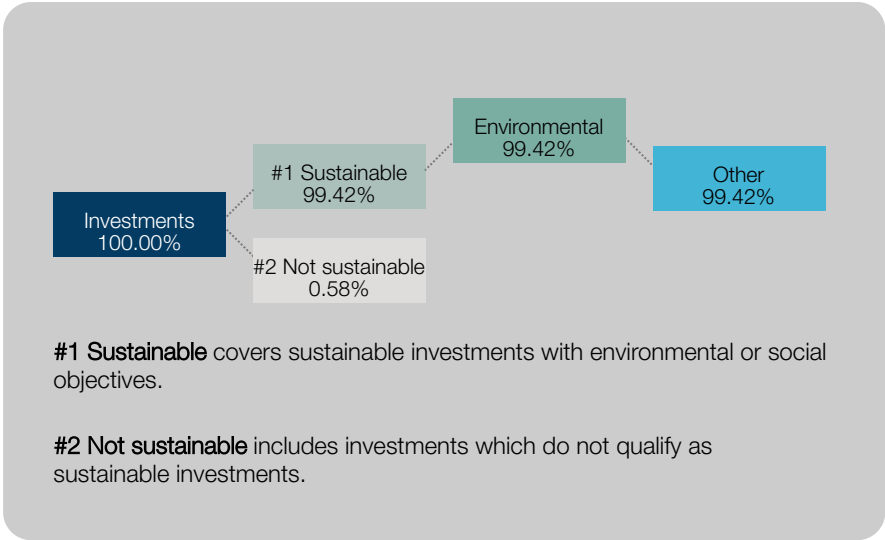 Environmental
99.42%
#1 Sustainable
99.42%
Other
99.42%
Investments
100.00%
#2 Not sustainable
0.58%
#1 Sustainable covers sustainable investments with environmental or social
objectives.
#2 Not sustainable includes investments which do not qualify as
sustainable investments.